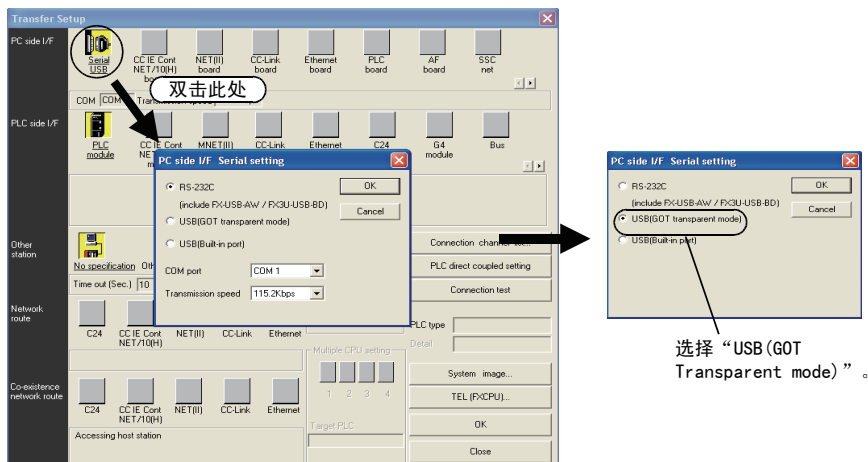 Transfer Setup
PC side I/F
Serial
USB
CC IE Cont
NET/10(H)
NET(II)
board
CC-Link
board
Ethernet
board
PLC
board
AF
board
SSC
net
双击此处
COM COM
PLC side I/F
PLC
module
CC IE Cont
MNET(II)
CC-Link
Ethernet
C24
G4
module
Bus
PC side I/F Serial setting
RS-232C
(include FX-USB-AW / FX3U-USB-BD)
USB(GOT transparent mode)
USB(Built-in port)
COM port
COM 1
Transmission speed
115.2Kbps
OK
Cancel
Other
station
No specification
Time out (Sec.) 10
Connection channel
PLC direct coupled setting
Connection test
Network
route
C24
CC IE Cont
NET/10(H)
NET(II)
CC-Link
Ethernet
PLC type
Detail
Multiple CPU setting
1 2 3 4
Target PLC
System image...
TEL (FXCPU)...
OK
Close
Co-existence
network route
C24
CC IE Cont
NET/10(H)
NET(II)
CC-Link
Ethernet
Accessing host station
PC side I/F Serial setting
RS-232C
(include FX-USB-AW / FX3U-USB-BD)
USB(GOT transparent mode)
USB(Built-in port)
OK
Cancel
选择“USB(GOT
Transparent mode)”。